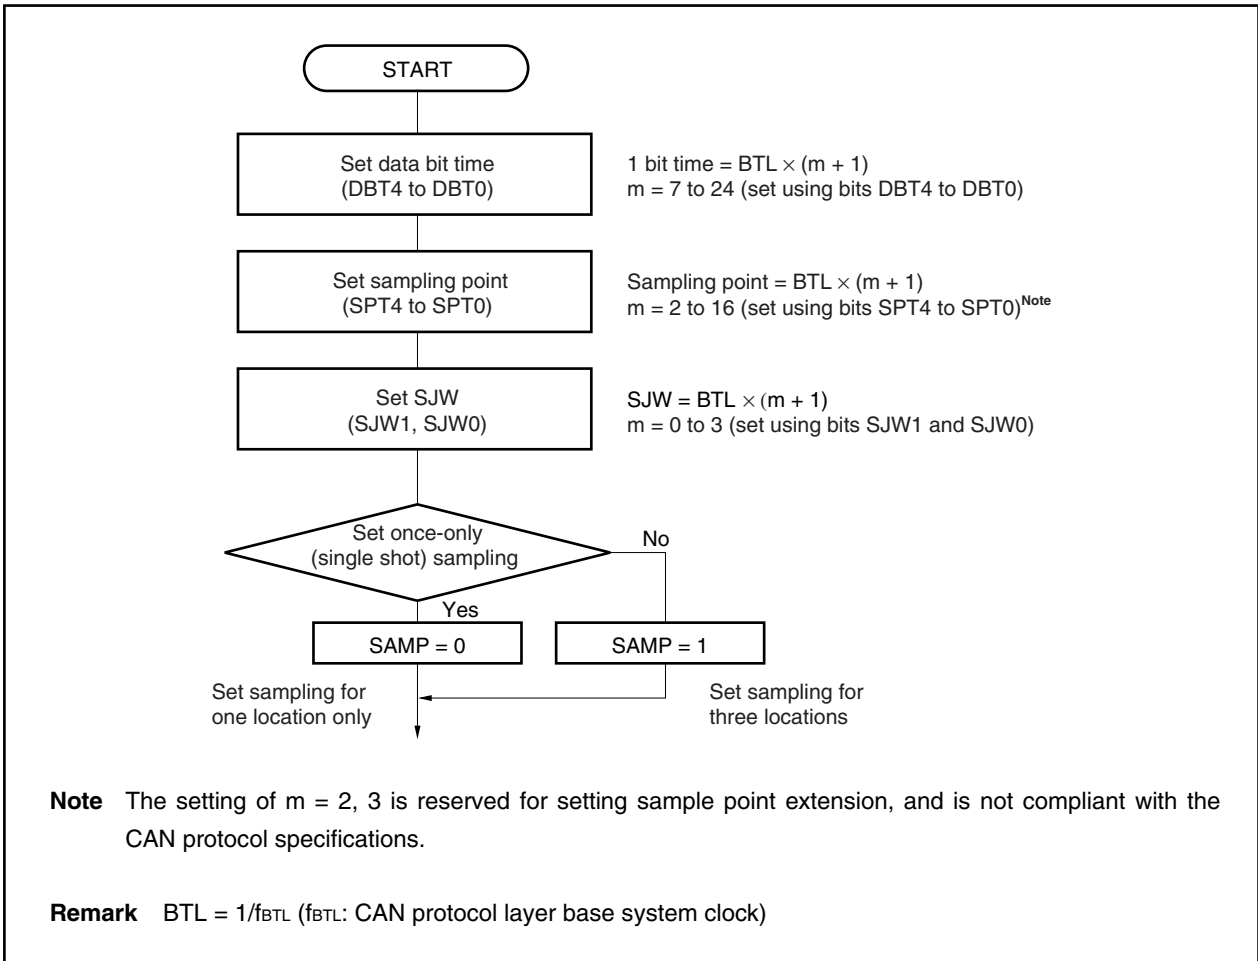 START
Set data bit time
(DBT4 to DBT0)
1 bit time = BTL × (m + 1)
m = 7 to 24 (set using bits DBT4 to DBT0)
Set sampling point
(SPT4 to SPT0)
Sampling point = BTL × (m + 1)
m = 2 to 16 (set using bits SPT4 to SPT0)Note
Set SJW
(SJW1, SJW0)
SJW = BTL × (m + 1)
m = 0 to 3 (set using bits SJW1 and SJW0)
Set once-only
(single shot) sampling
No
Yes
SAMP = 0
SAMP = 1
Set sampling for
one location only
Set sampling for
three locations
Note The setting of m = 2, 3 is reserved for setting sample point extension, and is not compliant with the
CAN protocol specifications.
Remark BTL = 1/fBTL (fBTL: CAN protocol layer base system clock)